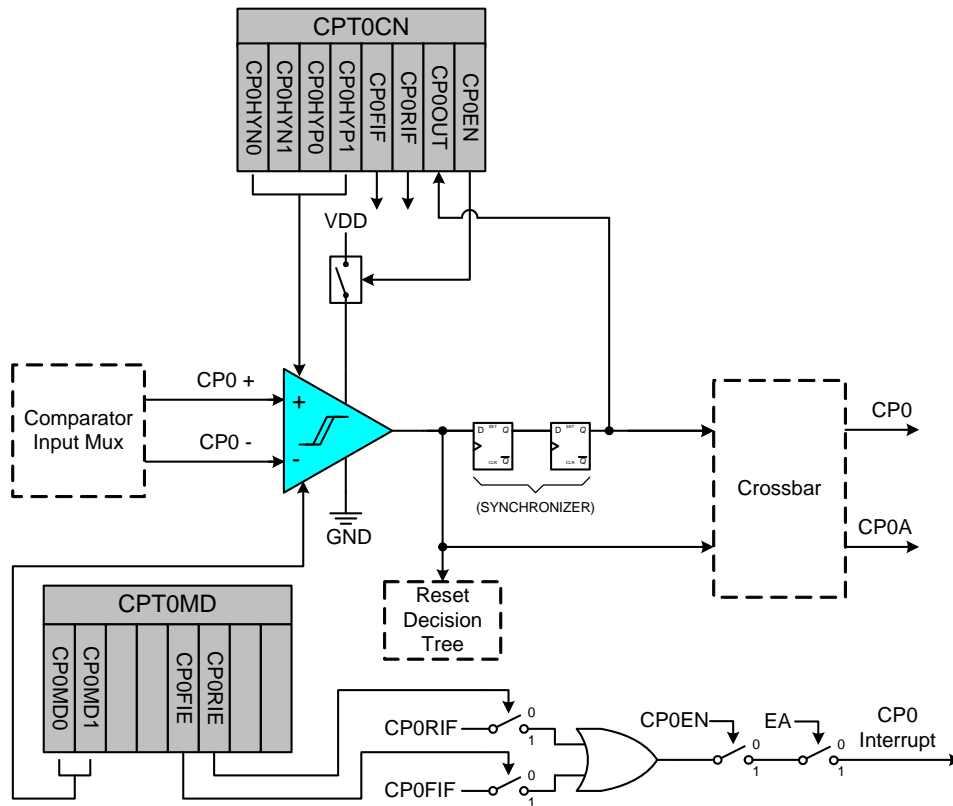 CPT0CN
CP0HYN0
CP0HYN1
CP0HYP0
CP0HYP1
CP0FIF
CP0RIF
CP0OUT
CP0EN
VDD
Comparator
Input Mux
CP0 +
CP0 -
+
-
GND
D
SET
Q
CLR
Q
D
SET
Q
CLR
Q
(SYNCHRONIZER)
Crossbar
CP0
CP0A
Reset
Decision
Tree
CPT0MD
CP0MD0
CP0MD1
CP0FIE
CP0RIE
CP0RIF
0
1
CP0FIF
0
1
CP0EN
0
1
EA
0
1
CP0
Interrupt